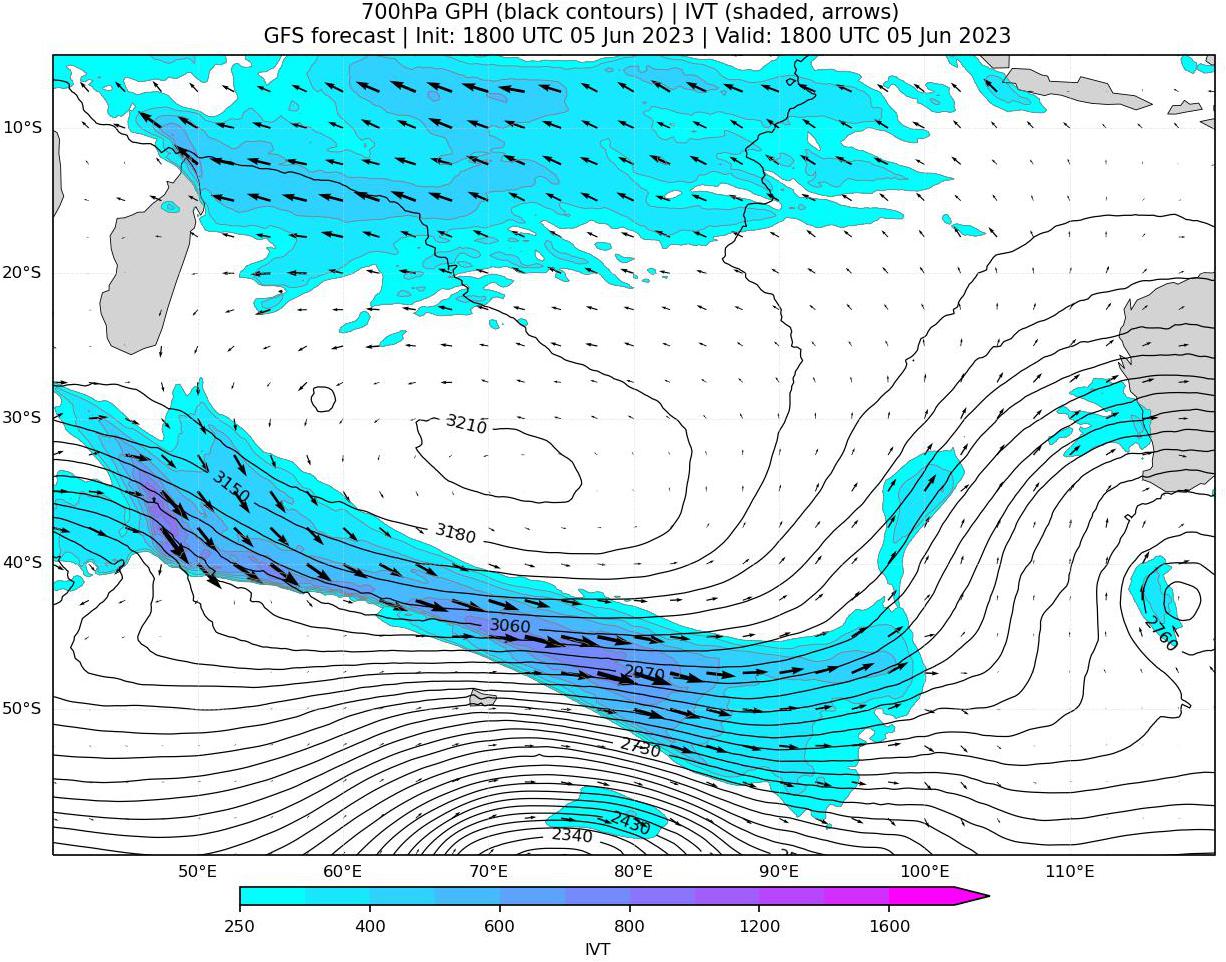 700hPa GPH (black contours) | IVT (shaded, arrows)
GFS forecast | Init: 1800 UTC 05 Jun 2023 | Valid: 1800 UTC 05 Jun 2023
10°S
20°S
30°S
3210
3150
3180
40°S
3060
2760
2970
50°S
2730
2430
2340
50°E 60°E 70°E 80°E 90°E 100°E 110°E
250 400 600 800 1200 1600
IVT